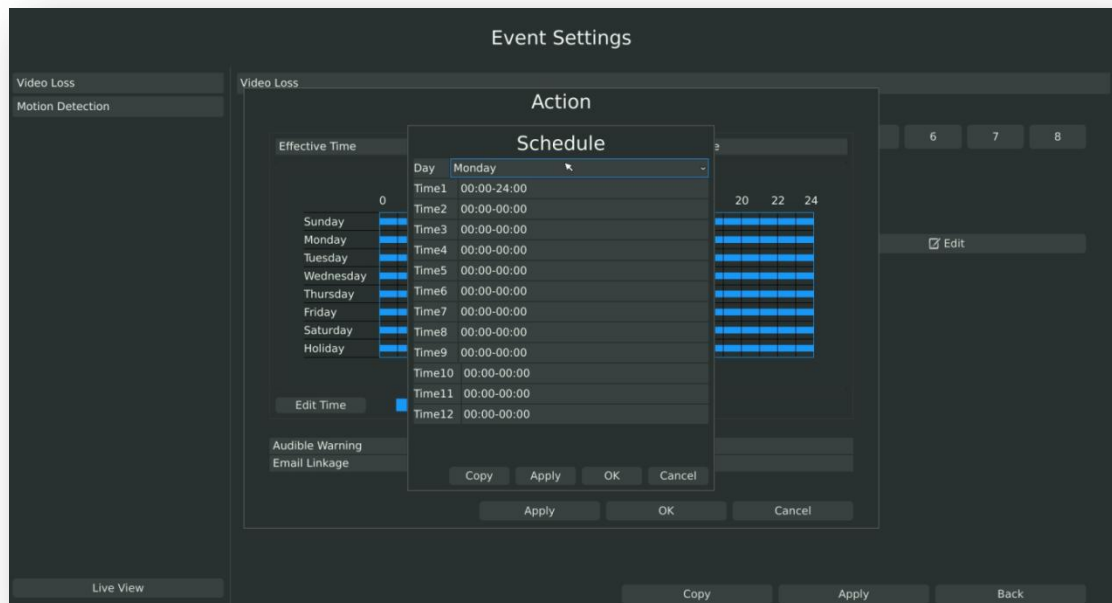 Event Settings
Video Loss
Motion Detection
Video Loss
6 7 8
Edit
Action
Effective Time
0 20 22 24
Sunday
Monday
Tuesday
Wednesday
Thursday
Friday
Saturday
Holiday
Edit Time
Audible Warning
Email Linkage
Schedule
Day Monday
Time1 00:00-24:00
Time2 00:00-00:00
Time3 00:00-00:00
Time4 00:00-00:00
Time5 00:00-00:00
Time6 00:00-00:00
Time7 00:00-00:00
Time8 00:00-00:00
Time9 00:00-00:00
Time10 00:00-00:00
Time11 00:00-00:00
Time12 00:00-00:00
Copy Apply OK Cancel
Apply OK Cancel
Live View
Copy Apply Back